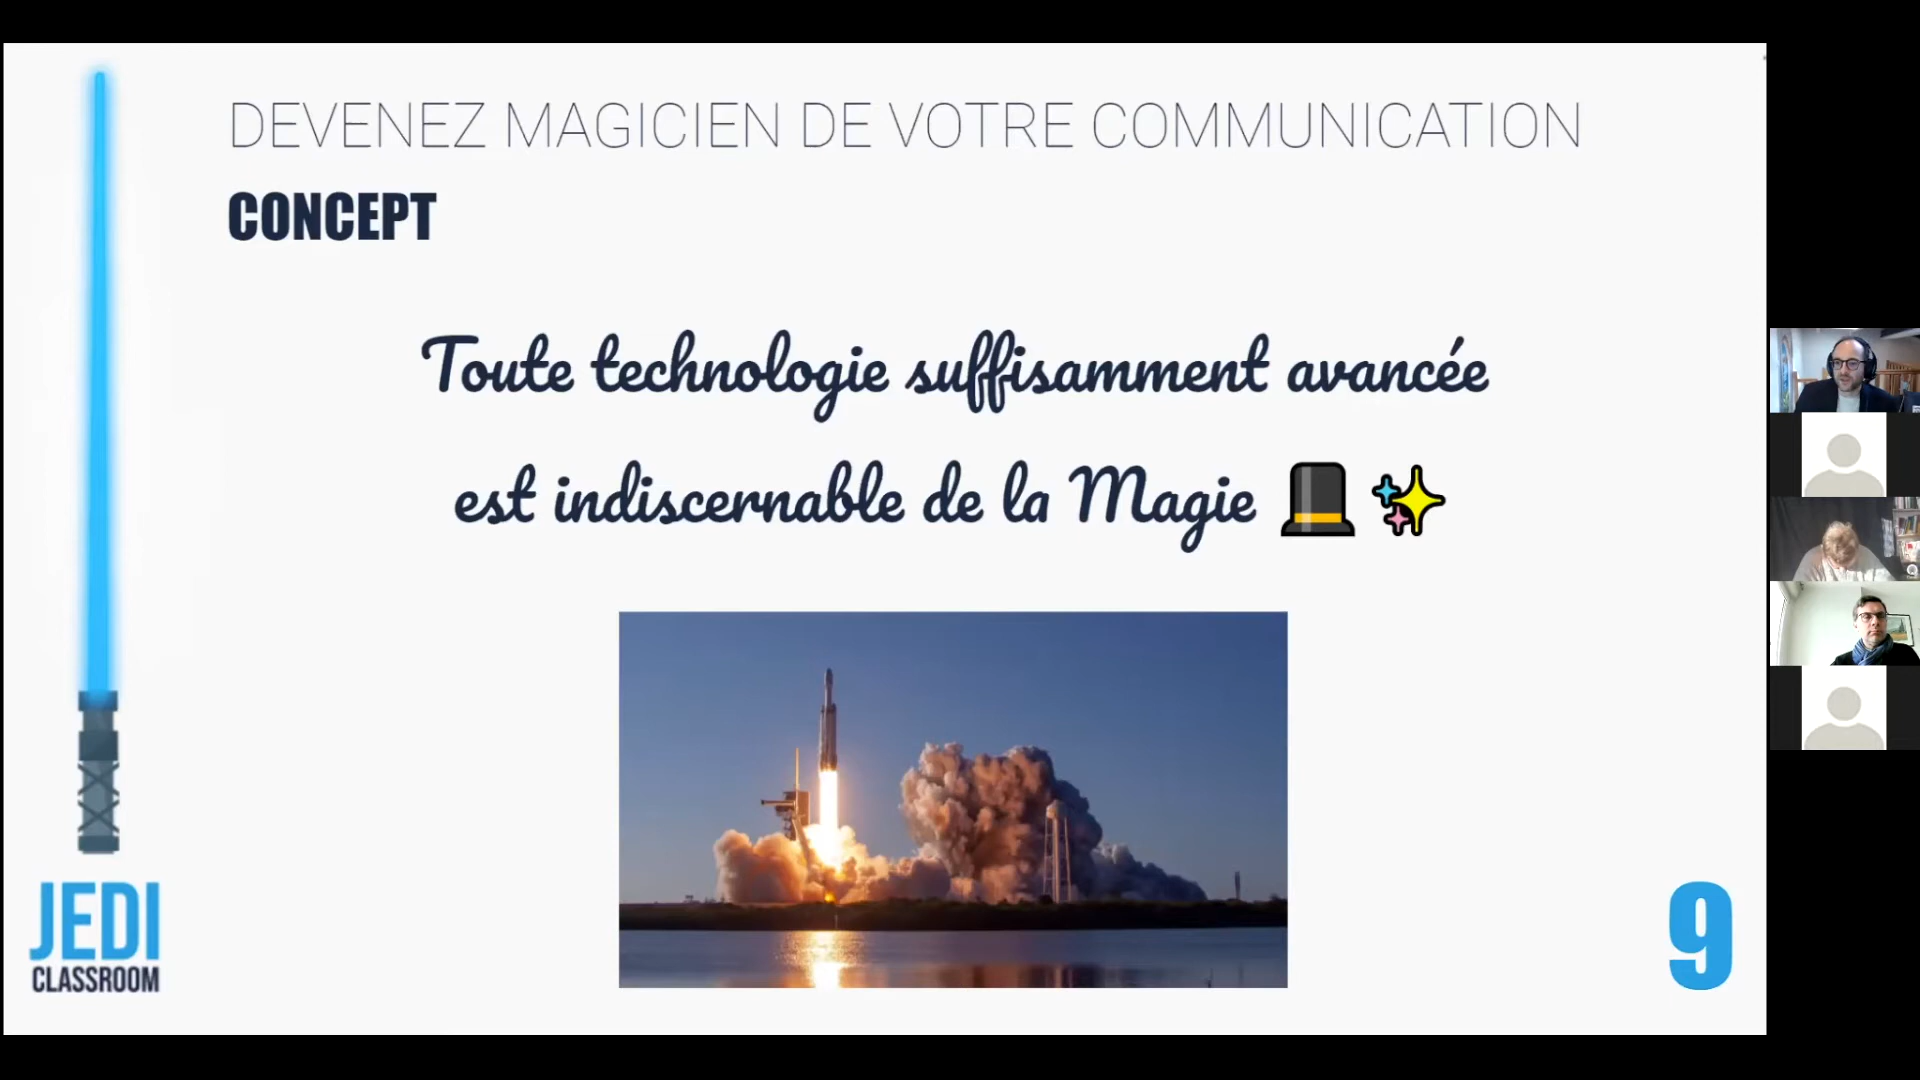 DEVENEZ MAGICIEN DE VOTRE COMMUNICATION
CONCEPT
Toute technologie suffisamment avancée
est indiscernable de la Magie
JEDI
CLASSROOM
9